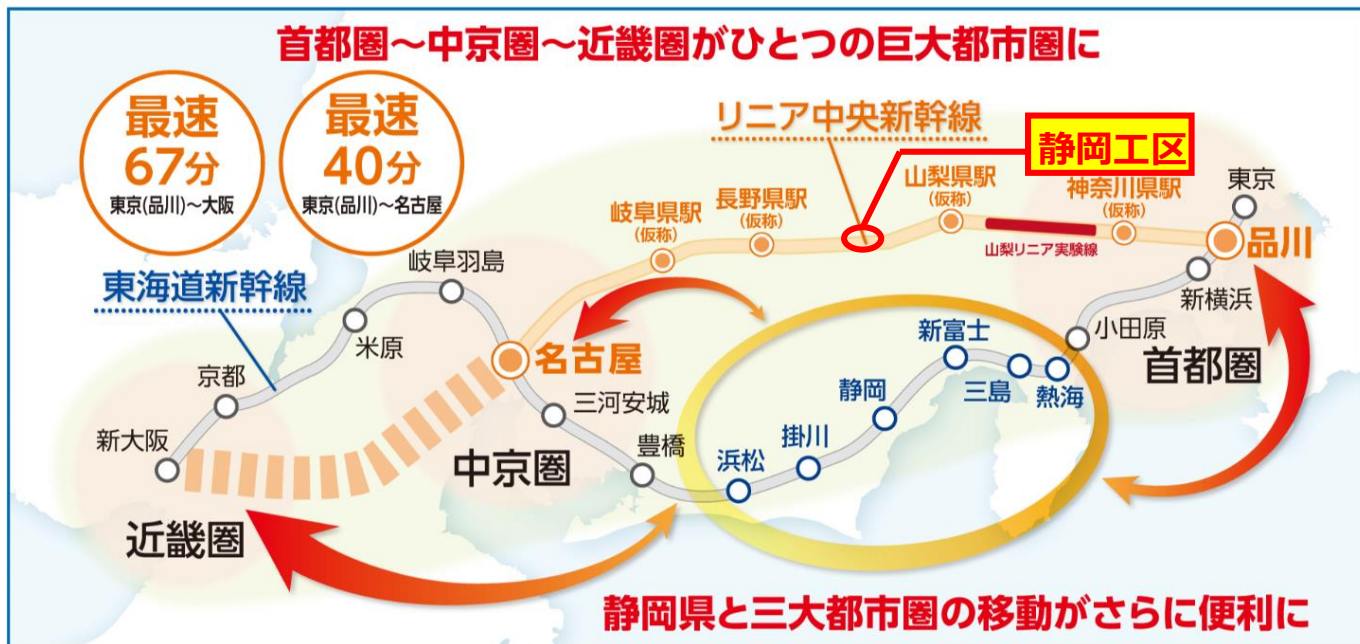 首都圏～中京圏～近畿圏がひとつの巨大都市圏に
最速
67分
東京(品川)～大阪
最速
40分
東京(品川)～名古屋
リニア中央新幹線
静岡工区
岐阜県駅
(仮称)
長野県駅
(仮称)
山梨県駅
(仮称)
山梨リニア実験線
神奈川県駅
(仮称)
東京
品川
新横浜
小田原
首都圏
東海道新幹線
岐阜羽島
米原
京都
新大阪
近畿圏
名古屋
三河安城
豊橋
中京圏
浜松
掛川
静岡
新富士
三島
熱海
静岡県と三大都市圏の移動がさらに便利に